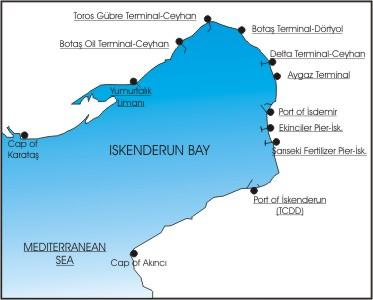 Toros Gübre Terminal-Ceyhan
Botaş Terminal-Dörtyol
Botaş Oil Terminal-Ceyhan
Delta Terminal-Ceyhan
Aygaz Terminal
Yumurtalık
Limanı
Port of İsdemir
Ekinciler Pier-İsk.
Cap of
Karataş
ISKENDERUN BAY
Sarıseki Fertilizer Pier-İsk.
Port of İskenderun
(TCDD)
MEDITERRANEAN
SEA
Cap of Akıncı